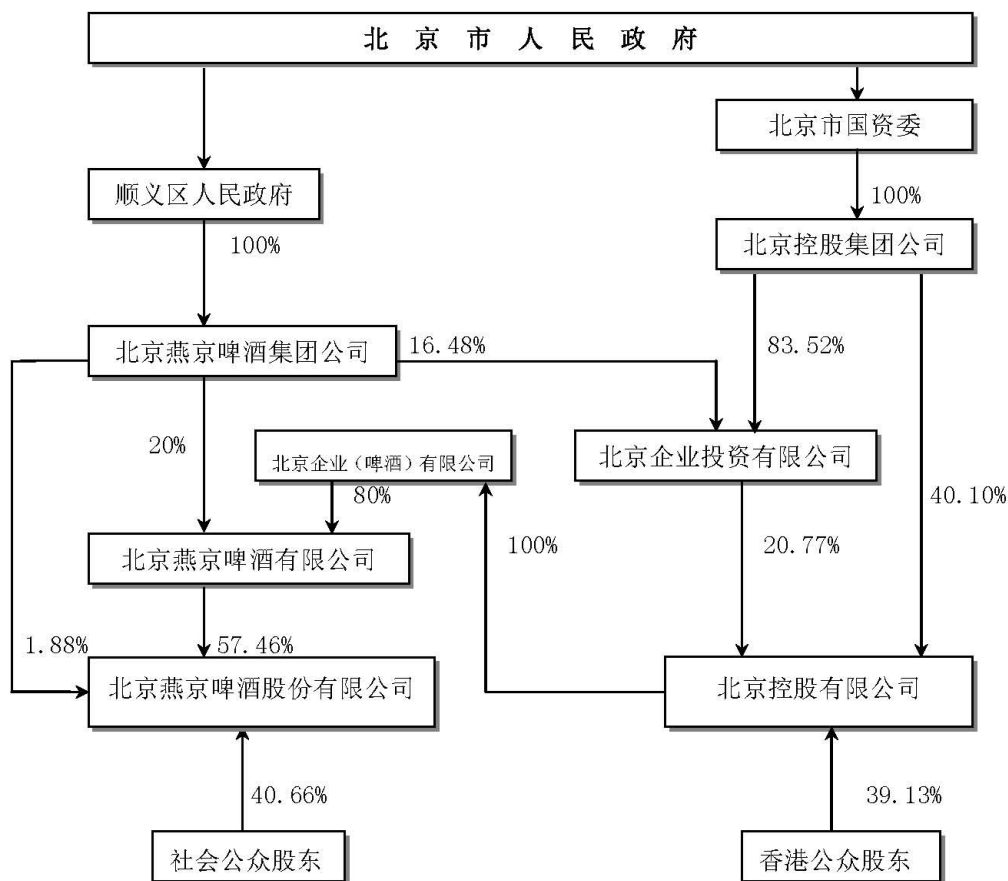 北京市人民政府
北京市国资委
顺义区人民政府
100%
100%
北京控股集团公司
北京燕京啤酒集团公司
16.48%
83.52%
20%
北京企业（啤酒）有限公司
北京企业投资有限公司
80%
40.10%
100%
20.77%
北京燕京啤酒有限公司
1.88%
57.46%
北京燕京啤酒股份有限公司
北京控股有限公司
40.66%
39.13%
社会公众股东
香港公众股东